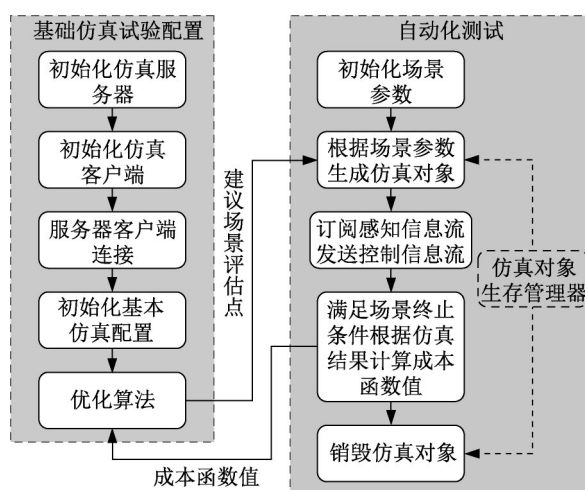 基础仿真试验配置
初始化仿真服
务器
初始化仿真
客户端
服务器客户端
连接
初始化基本
仿真配置
优化算法
建议场景评估点
成本函数值
自动化测试
初始化场景
参数
根据场景参数
生成仿真对象
订阅感知信息流
发送控制信息流
满足场景终止
条件根据仿真
结果计算成本
函数值
销毁仿真对象
仿真对象
生存管理器